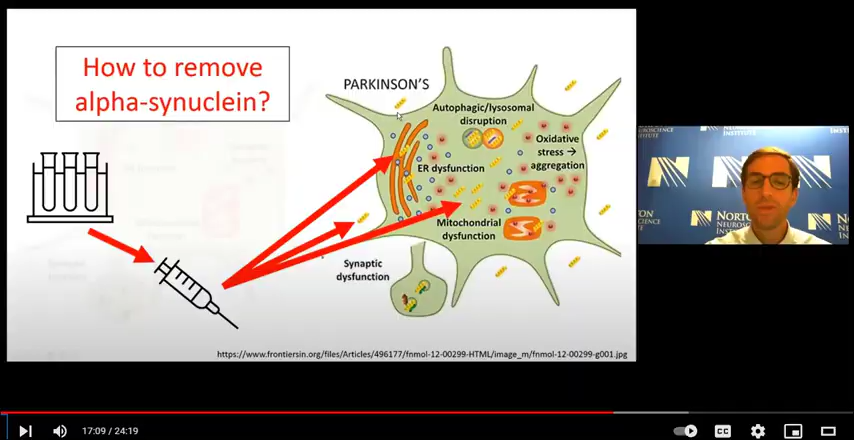 How to remove
alpha-synuclein?
PARKINSON'S
Autophagic/lysosomal
disruption
Oxidative
stress →
aggregation
ER dysfunction
Mitochondrial
dysfunction
Synaptic
dysfunction
https://www.frontiersin.org/files/Articles/496177/fnmol-12-00299-HTML/image_m/fnmol-12-00299-g001.jpg
NORTON
NEUROSCIENCE
INSTITUTE
17:09 / 24:19
CC